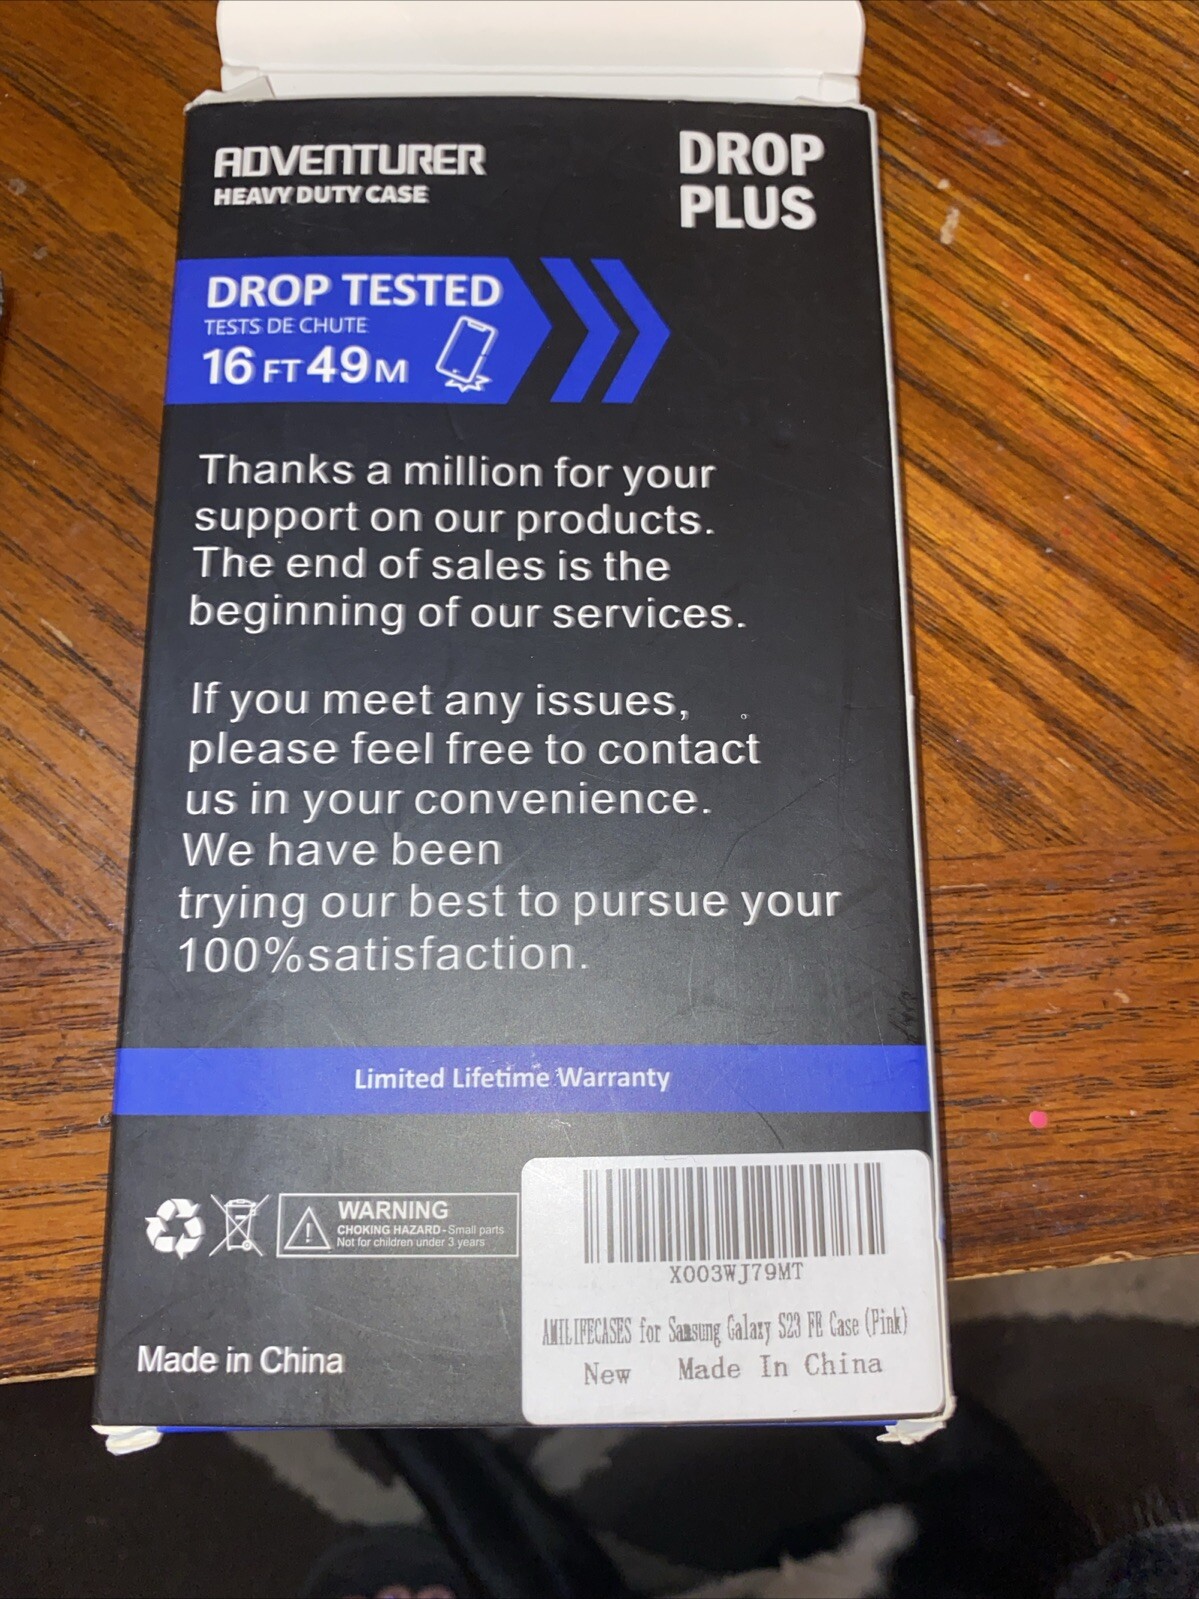 ADVENTURER
HEAVY DUTY CASE
DROP
PLUS
DROP TESTED
TESTS DE CHUTE
16 FT 49 M
Thanks a million for your
support on our products.
The end of sales is the
beginning of our services.
If you meet any issues,
please feel free to contact
us in your convenience.
We have been
trying our best to pursue your
100%satisfaction.
Limited Lifetime Warranty
WARNING
CHOKING HAZARD - Small parts
Not for children under 3 years
Made in China
X003WJ79MT
AMILIFECASES for Samsung Galaxy S23 FE Case (Pink)
New Made In China